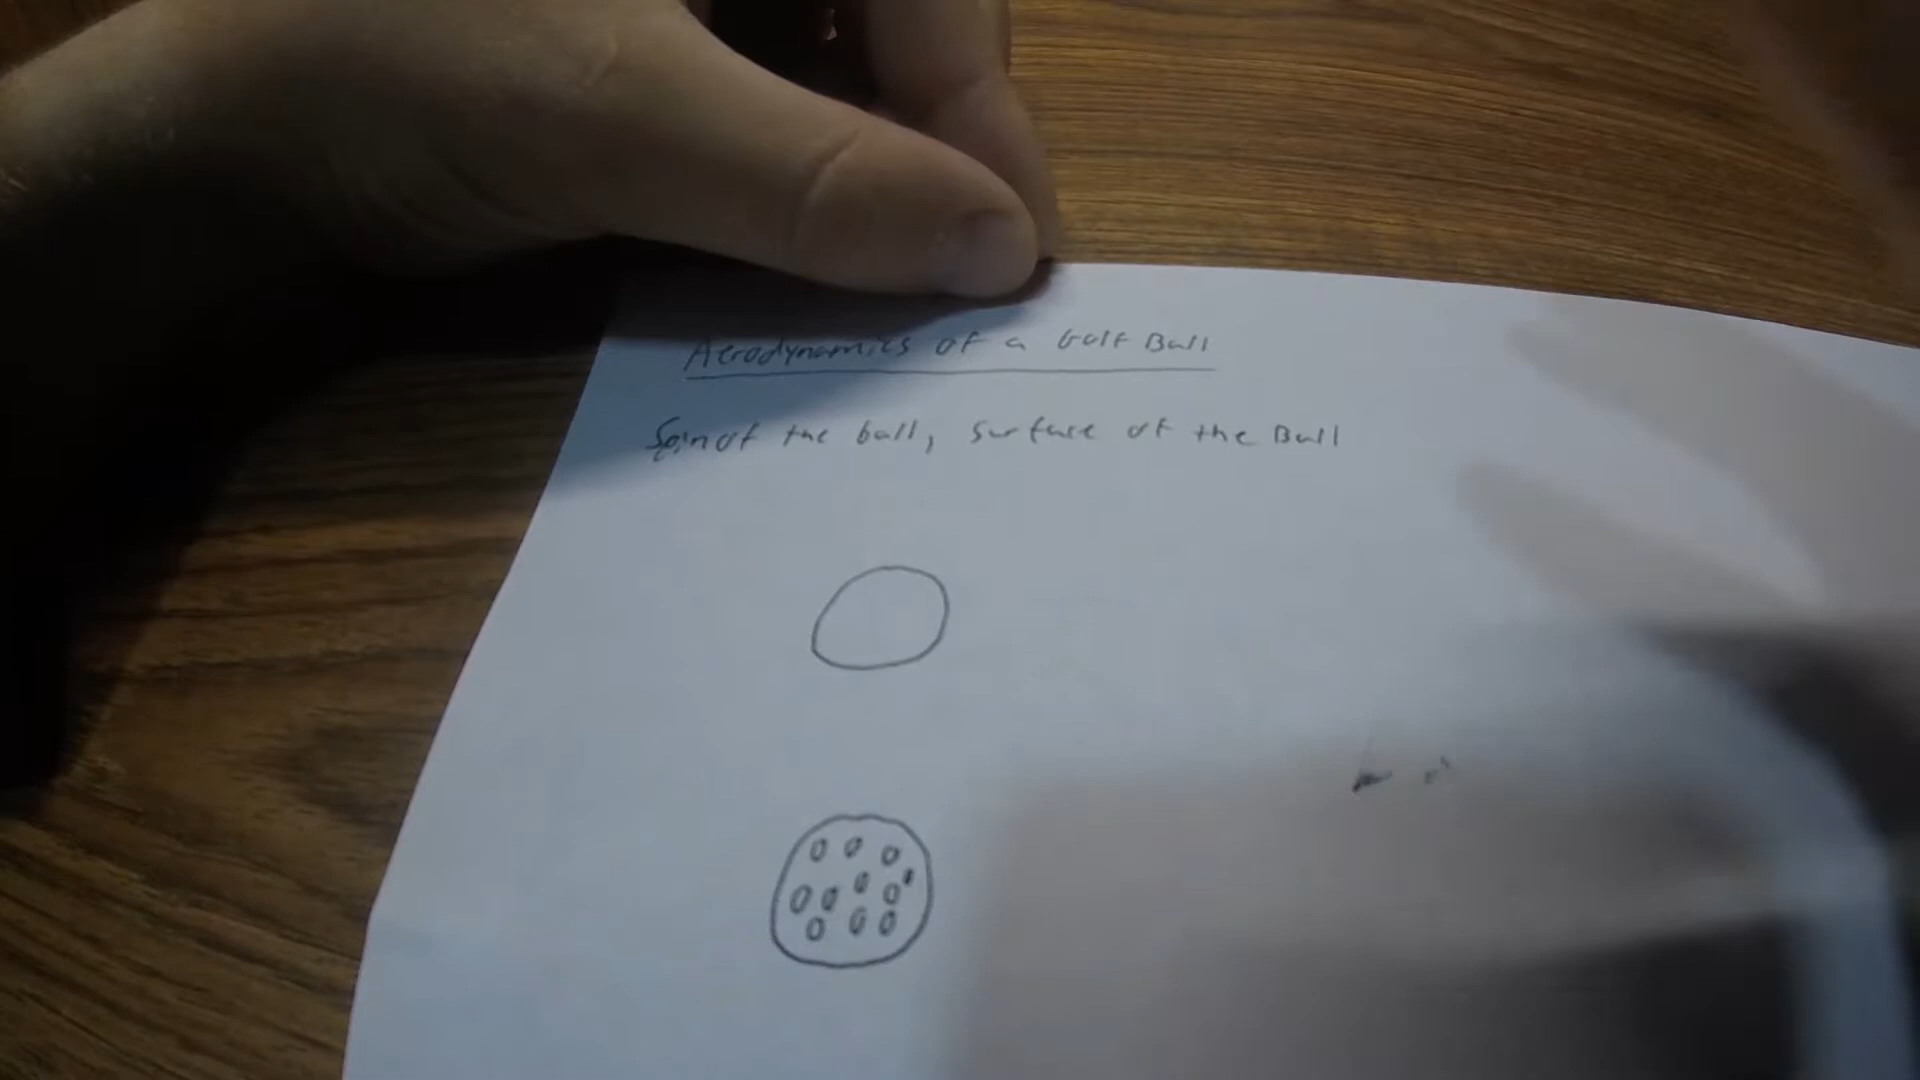 Aerodynamics of a Golf Ball
Spin of the ball, surface of the Ball